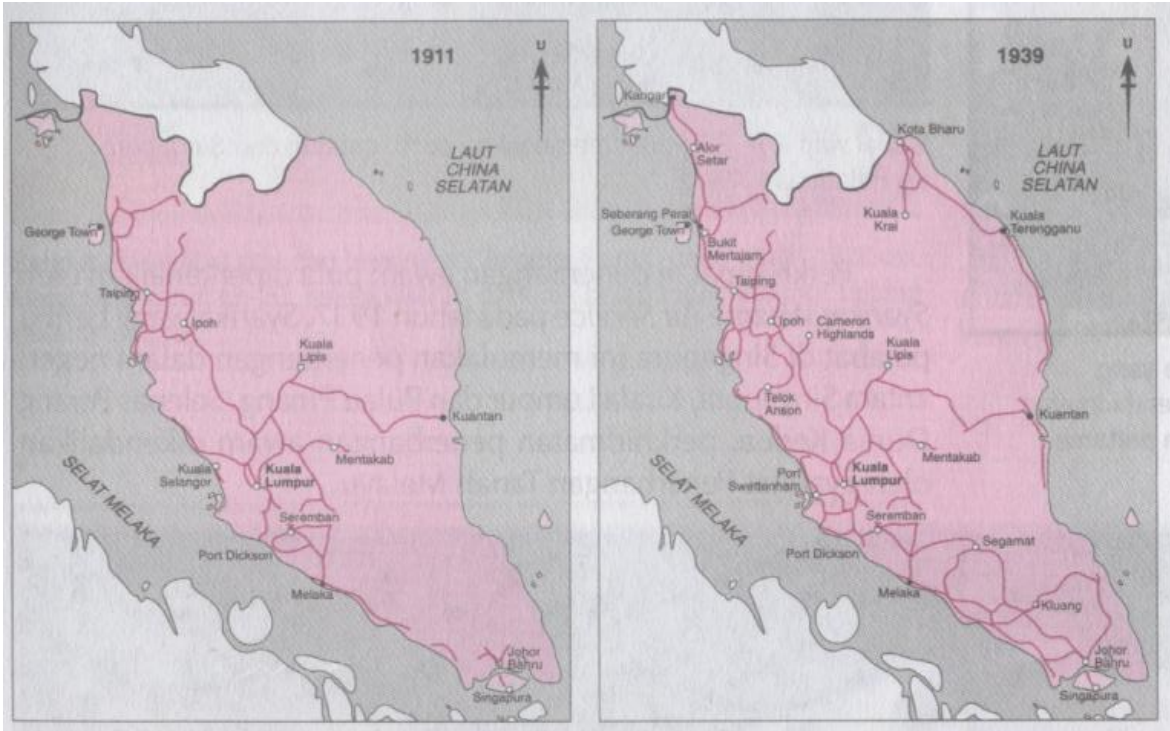 1911
U
LAUT
CHINA
SELATAN
George Town
Taiping
Ipoh
Kuala
Lipis
Kuantan
Mentakab
Kuala
Selangor
Kuala
Lumpur
SELAT MELAKA
Seremban
Port Dickson
Melaka
Johor
Bahru
Singapura
1939
U
Kangar
Alor
Setar
Kota Bharu
LAUT
CHINA
SELATAN
Seberang Perai
George Town
Bukit
Mertajam
Kuala
Krai
Kuala
Terengganu
Taiping
Ipoh
Cameron
Highlands
Kuala
Lipis
Telok
Anson
Kuantan
Mentakab
Port
Swettenham
Kuala
Lumpur
SELAT MELAKA
Seremban
Port Dickson
Segamat
Melaka
Kluang
Johor
Bahru
Singapura